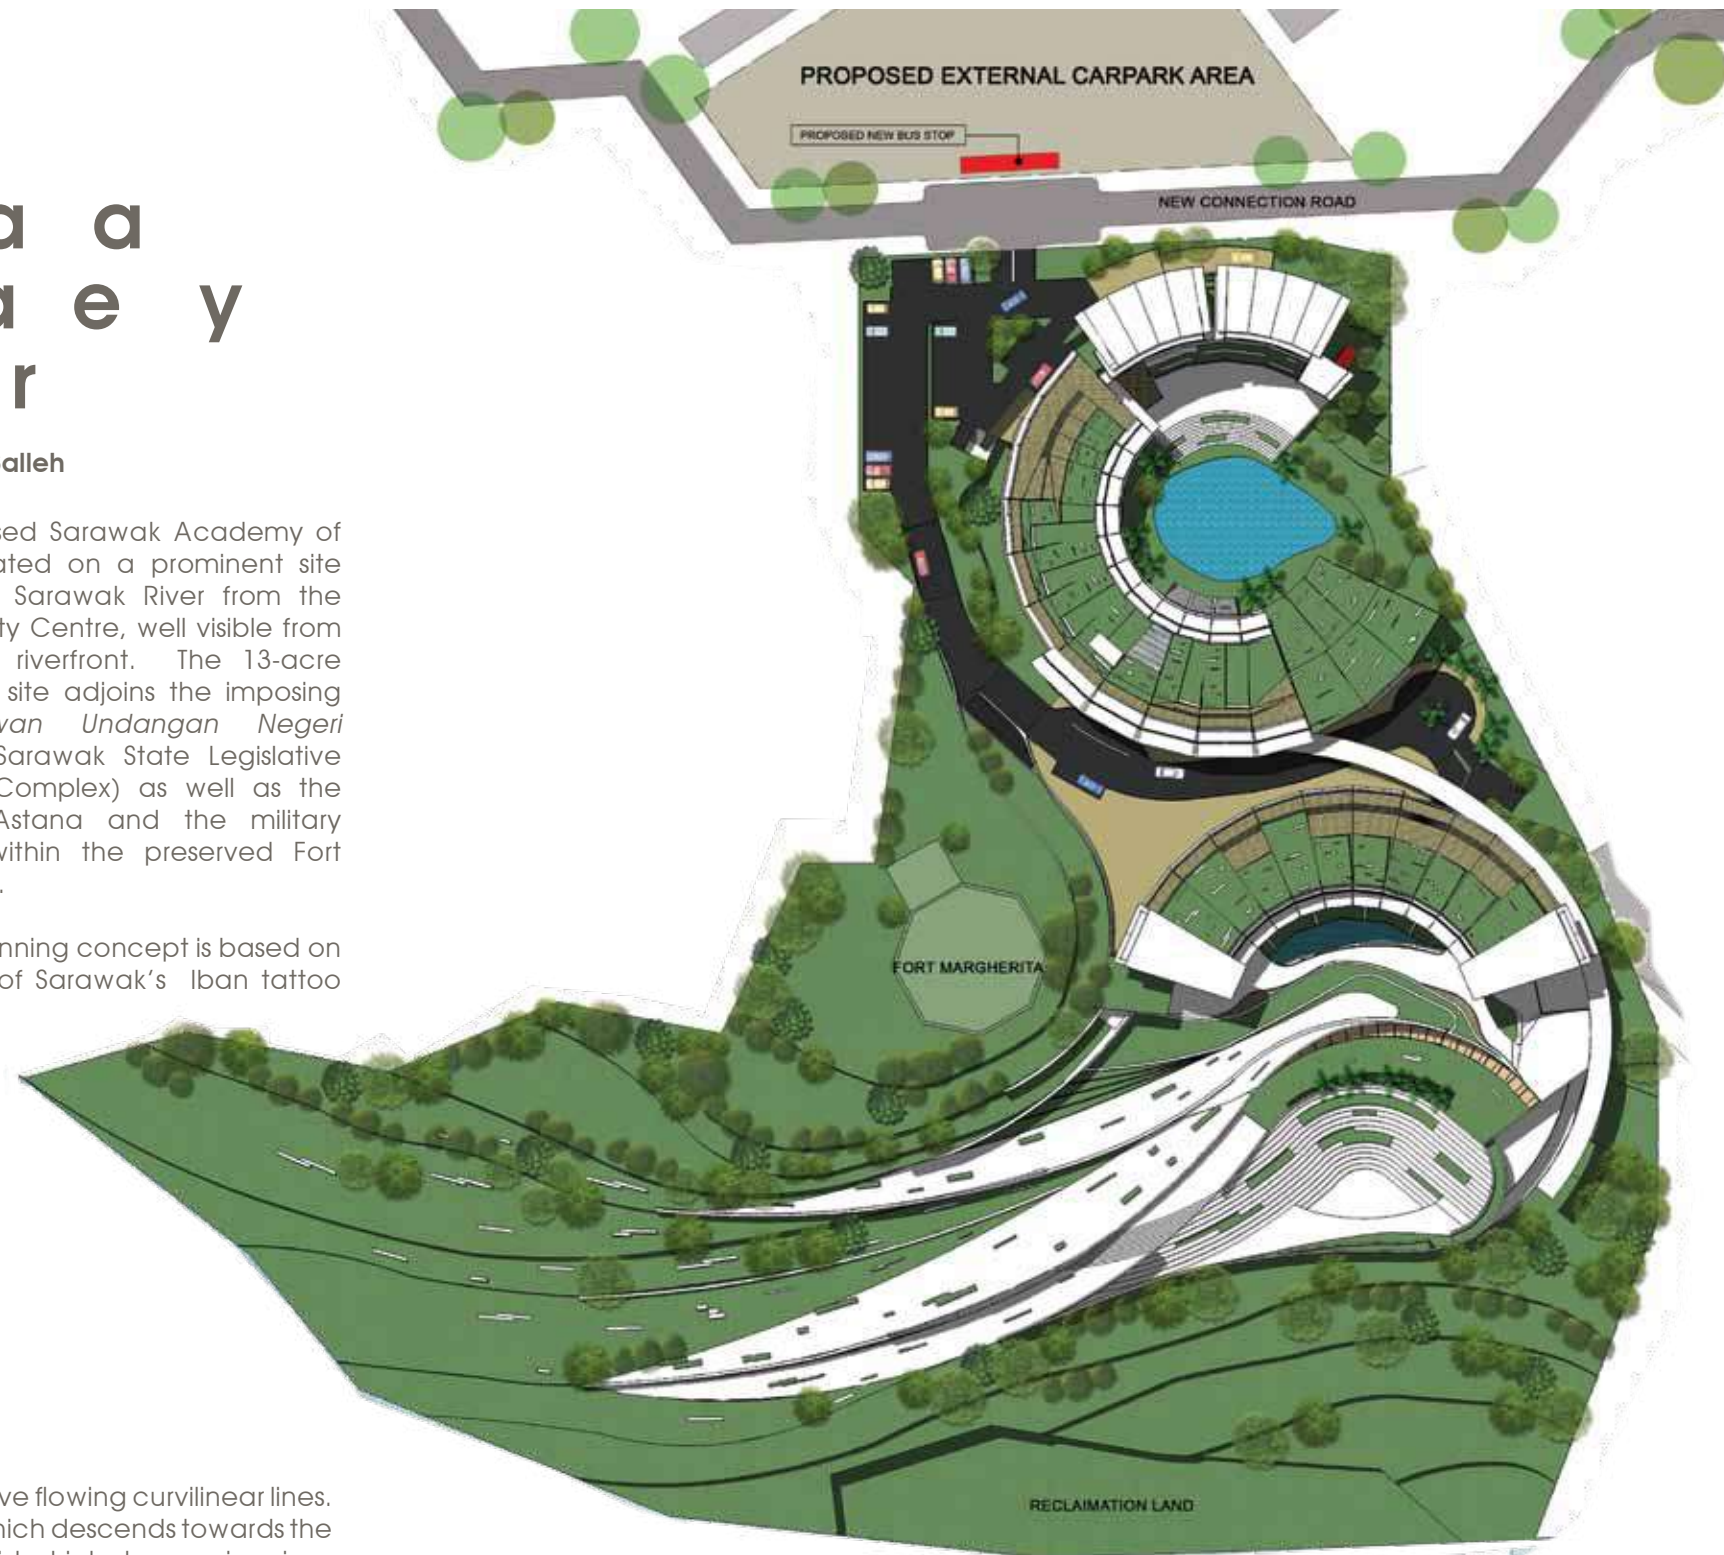 a a
a e y
r
alleh
sed Sarawak Academy of
ated on a prominent site
Sarawak River from the
ty Centre, well visible from
riverfront. The 13-acre
site adjoins the imposing
van Undangan Negeri
Sarawak State Legislative
Complex) as well as the
Astana and the military
within the preserved Fort
.
nning concept is based on
of Sarawak's Iban tattoo
ve flowing curvilinear lines.
hich descends towards the
PROPOSED EXTERNAL CARPARK AREA
PROPOSED NEW BUS STOP
NEW CONNECTION ROAD
FORT MARGHERITA
RECLAIMATION LAND